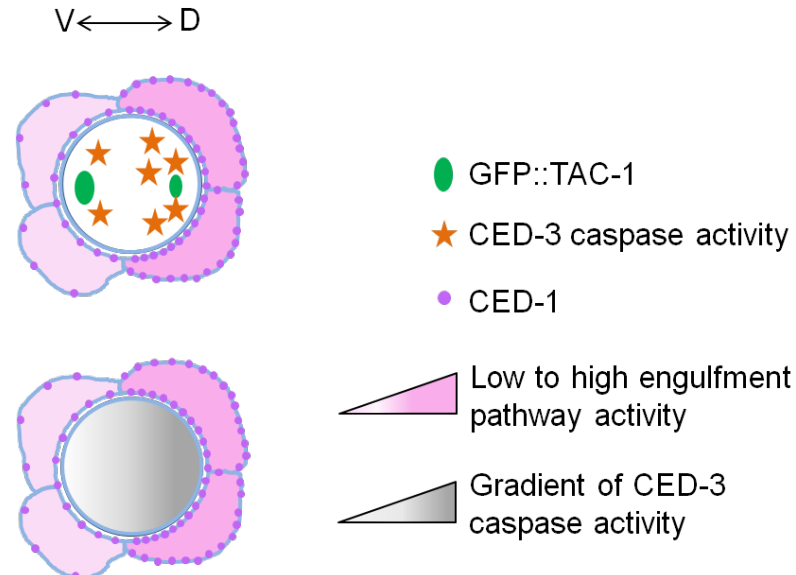 V ⟷ D
GFP::TAC-1
CED-3 caspase activity
CED-1
Low to high engulfment
pathway activity
Gradient of CED-3
caspase activity